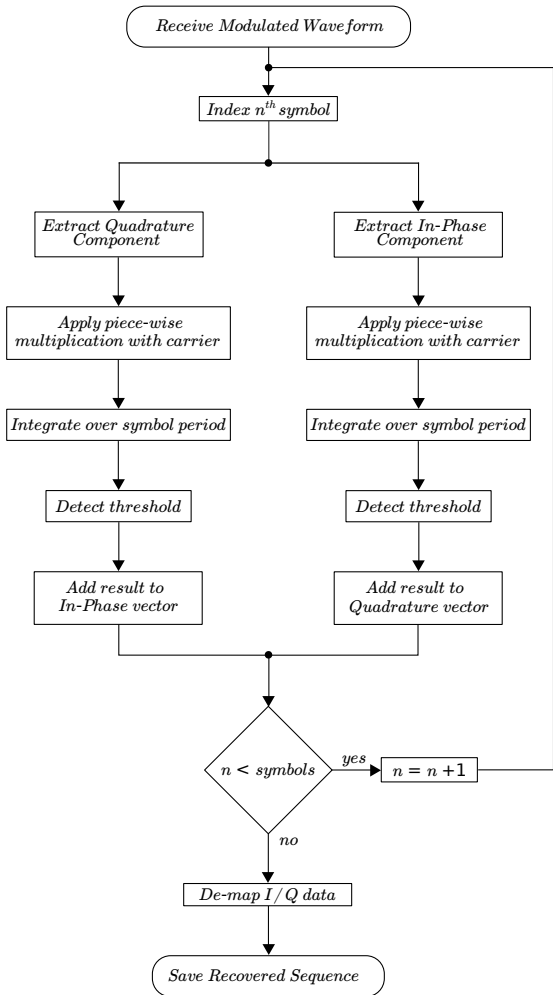 Receive Modulated Waveform
Index n^th symbol
Extract Quadrature
Component
Extract In-Phase
Component
Apply piece-wise
multiplication with carrier
Apply piece-wise
multiplication with carrier
Integrate over symbol period
Integrate over symbol period
Detect threshold
Detect threshold
Add result to
In-Phase vector
Add result to
Quadrature vector
n < symbols
yes
n = n +1
no
De-map I/Q data
Save Recovered Sequence